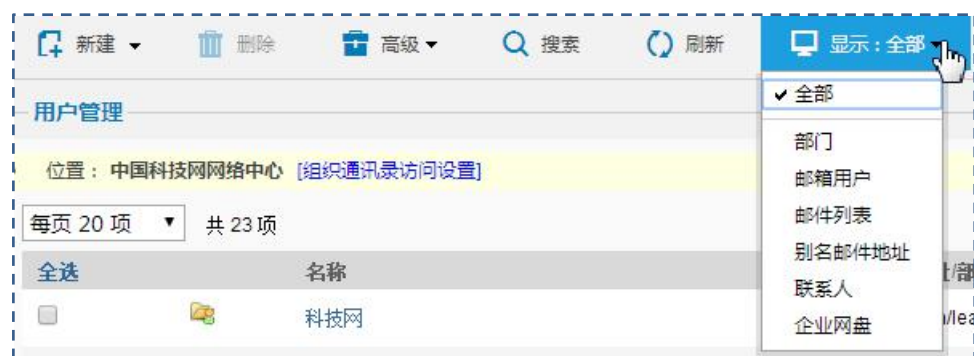 新建 删除 高级 搜索 刷新 显示：全部
用户管理
全部
部门
邮箱用户
邮件列表
别名邮件地址
联系人
企业网盘
位置： 中国科技网网络中心 [组织通讯录访问设置]
每页 20 项 共 23 项
全选 名称
科技网